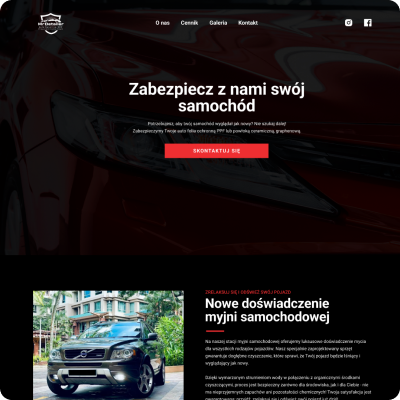 O nas
Cennik
Galeria
Kontakt
Zabezpiecz z nami swój
samochód
Potrzebujesz, aby twój samochód wyglądał jak nowy? Nie szukaj dalej!
Zabezpieczymy Twoje auto folią ochronną PPF lub powłoką ceramiczną, grafenową
SKONTAKTUJ SIĘ
ZRELAKSUJ SIĘ I ODŚWIEŻ SWÓJ POJAZD
Nowe doświadczenie
myjni samochodowej
Na naszej stacji myjni samochodowej oferujemy luksusowe doświadczenie mycia
dla wszystkich rodzajów pojazdów. Nasz specjalnie zaprojektowany sprzęt
gwarantuje dogłębne czyszczenie, które sprawi, że Twój pojazd będzie lśniący i
wyglądający jak nowy.
Dzięki wymarzonym strumieniom wody w połączeniu z organicznymi środkami
czyszczącymi, proces jest bezpieczny zarówno dla środowiska, jak i dla Ciebie - nie
ma nieprzyjemnych zapachów ani pozostałości chemicznych! Twoja satysfakcja jest